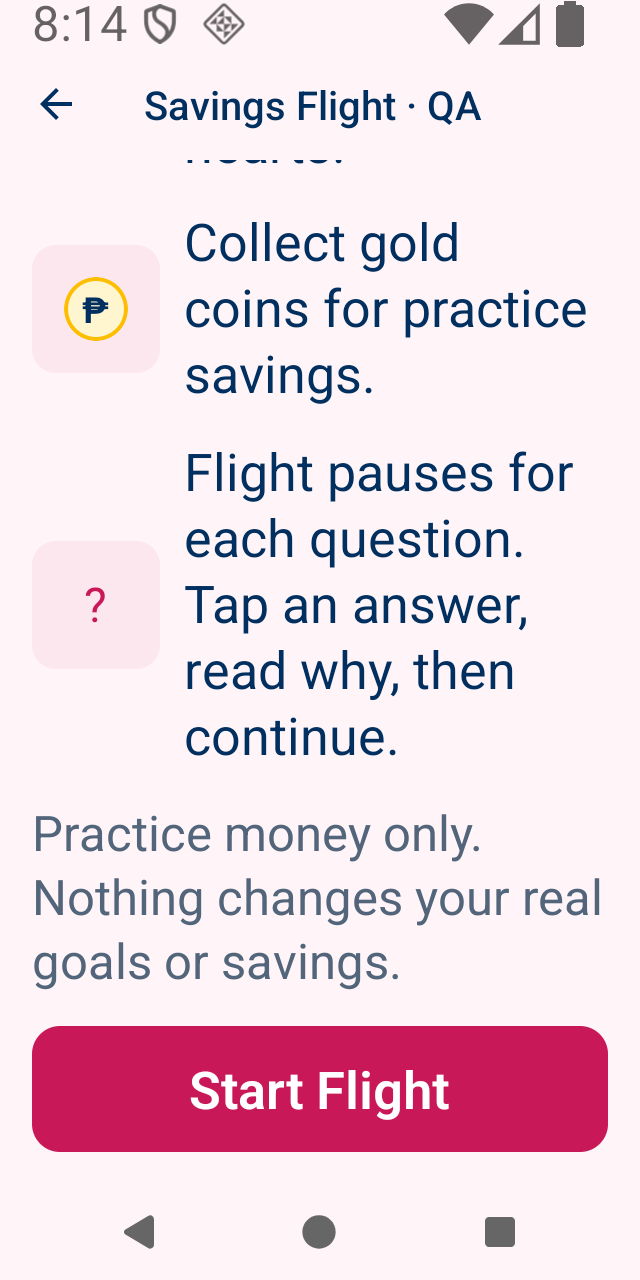 8:14
Savings Flight · QA
Collect gold
coins for practice
savings.
₱
Flight pauses for
each question.
Tap an answer,
read why, then
continue.
?
Practice money only.
Nothing changes your real
goals or savings.
Start Flight